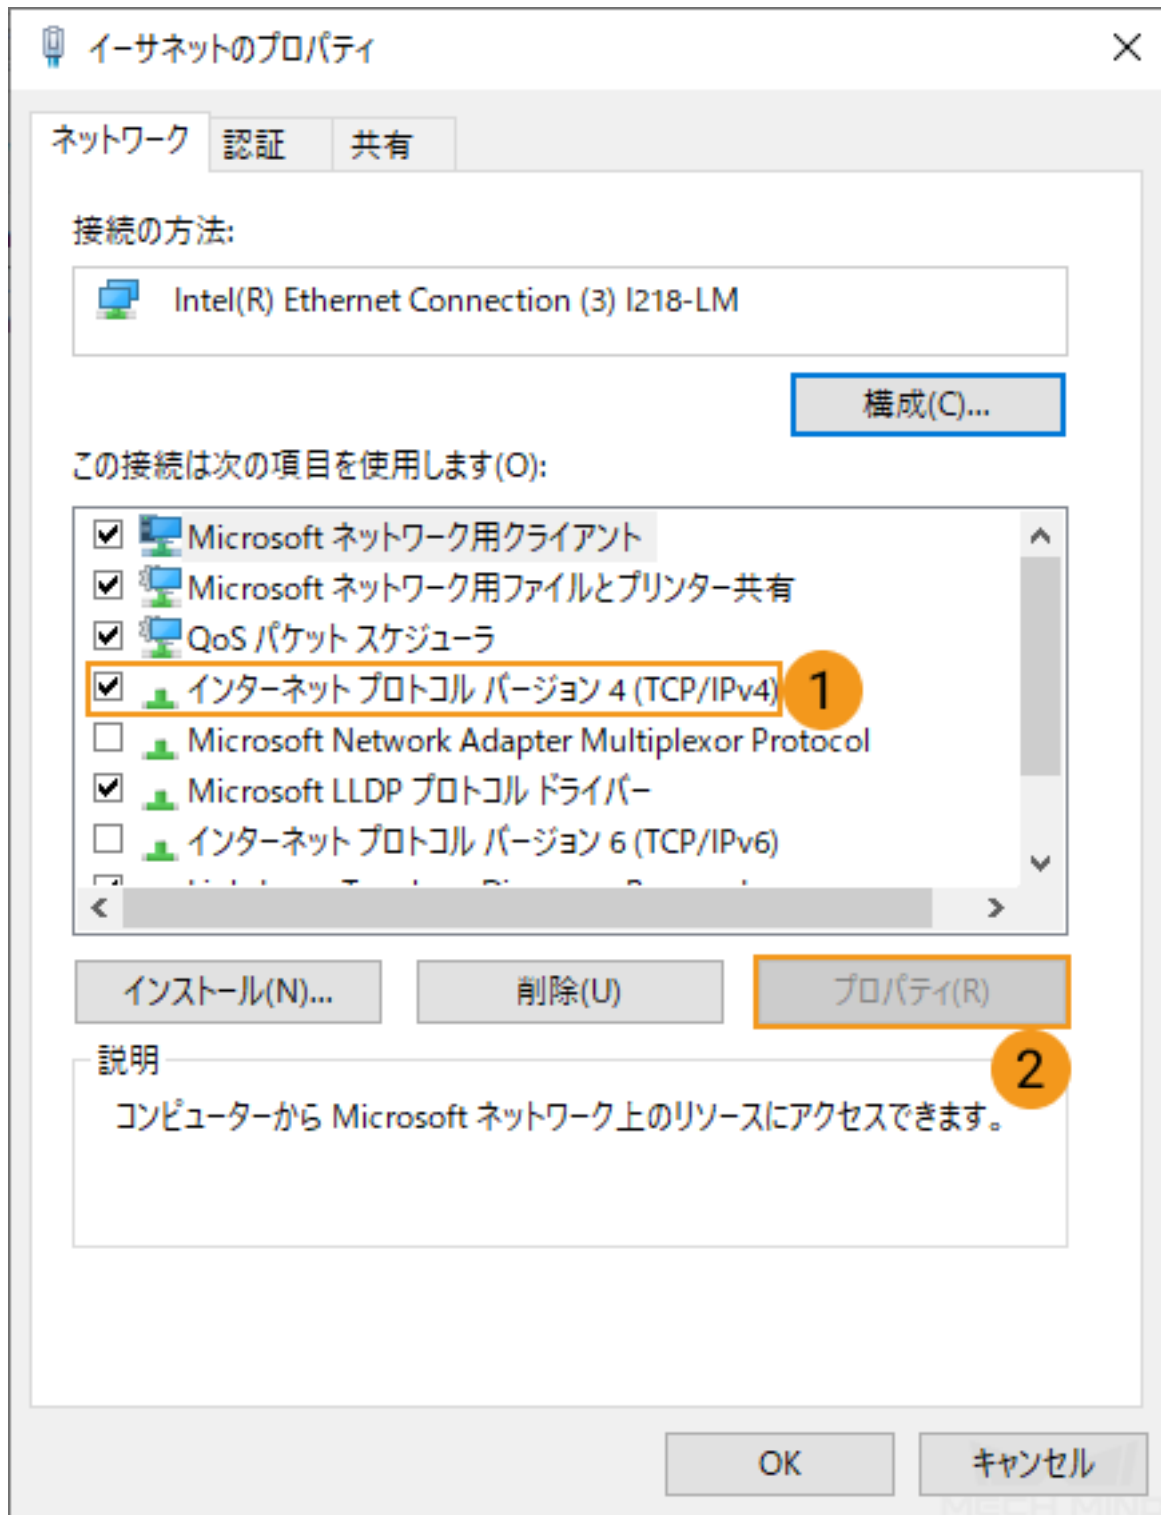 イーサネットのプロパティ
ネットワーク 認証 共有
接続の方法:
Intel(R) Ethernet Connection (3) I218-LM
構成(C)...
この接続は次の項目を使用します(O):
Microsoft ネットワーク用クライアント
Microsoft ネットワーク用ファイルとプリンター共有
QoS パケット スケジューラ
インターネット プロトコル バージョン 4 (TCP/IPv4) 1
Microsoft Network Adapter Multiplexor Protocol
Microsoft LLDP プロトコル ドライバー
インターネット プロトコル バージョン 6 (TCP/IPv6)
インストール(N)... 削除(U) プロパティ(R)
2
説明
コンピューターから Microsoft ネットワーク上のリソースにアクセスできます。
OK キャンセル
MECH MIND